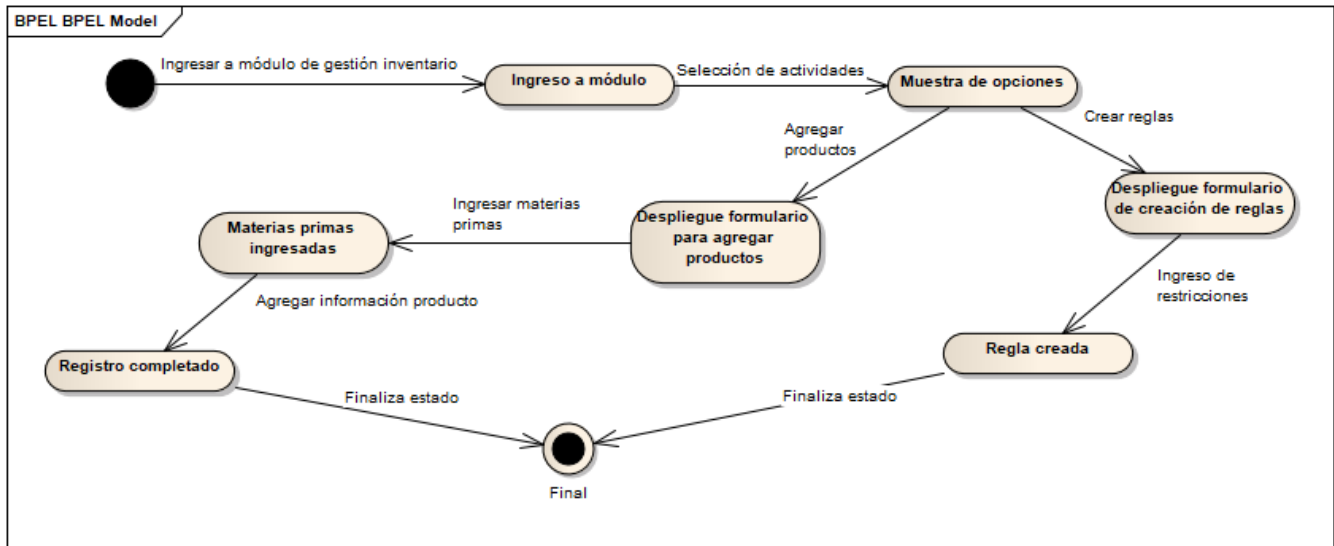 BPEL BPEL Model
Ingresar a módulo de gestión inventario
Ingreso a módulo
Selección de actividades
Muestra de opciones
Agregar
productos
Crear reglas
Ingresar materias
primas
Materias primas
ingresadas
Despliegue formulario
para agregar
productos
Despliegue formulario
de creación de reglas
Agregar información producto
Ingreso de
restricciones
Registro completado
Regla creada
Finaliza estado
Finaliza estado
Final